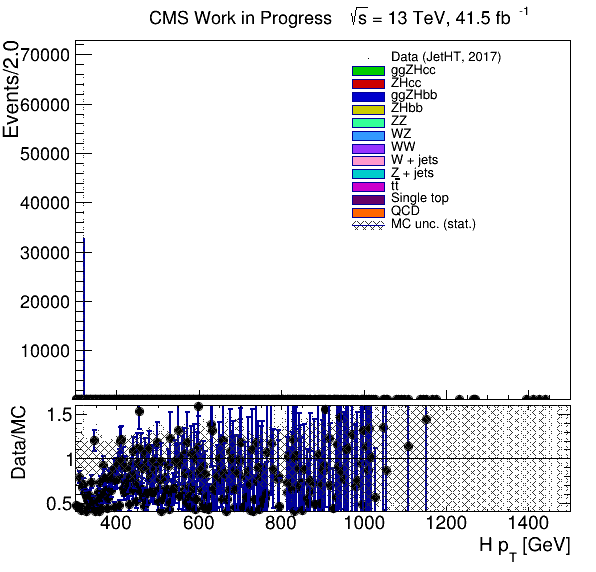 CMS Work in Progress √s = 13 TeV, 41.5 fb⁻¹
Events/2.0
70000
60000
50000
40000
30000
20000
10000
Data (JetHT, 2017)
ggZHcc
ZHcc
ggZHbb
ZHbb
ZZ
WZ
WW
W + jets
Z + jets
tt̅
Single top
QCD
MC unc. (stat.)
Data/MC
1.5
1
0.5
400 600 800 1000 1200 1400
H p_T [GeV]